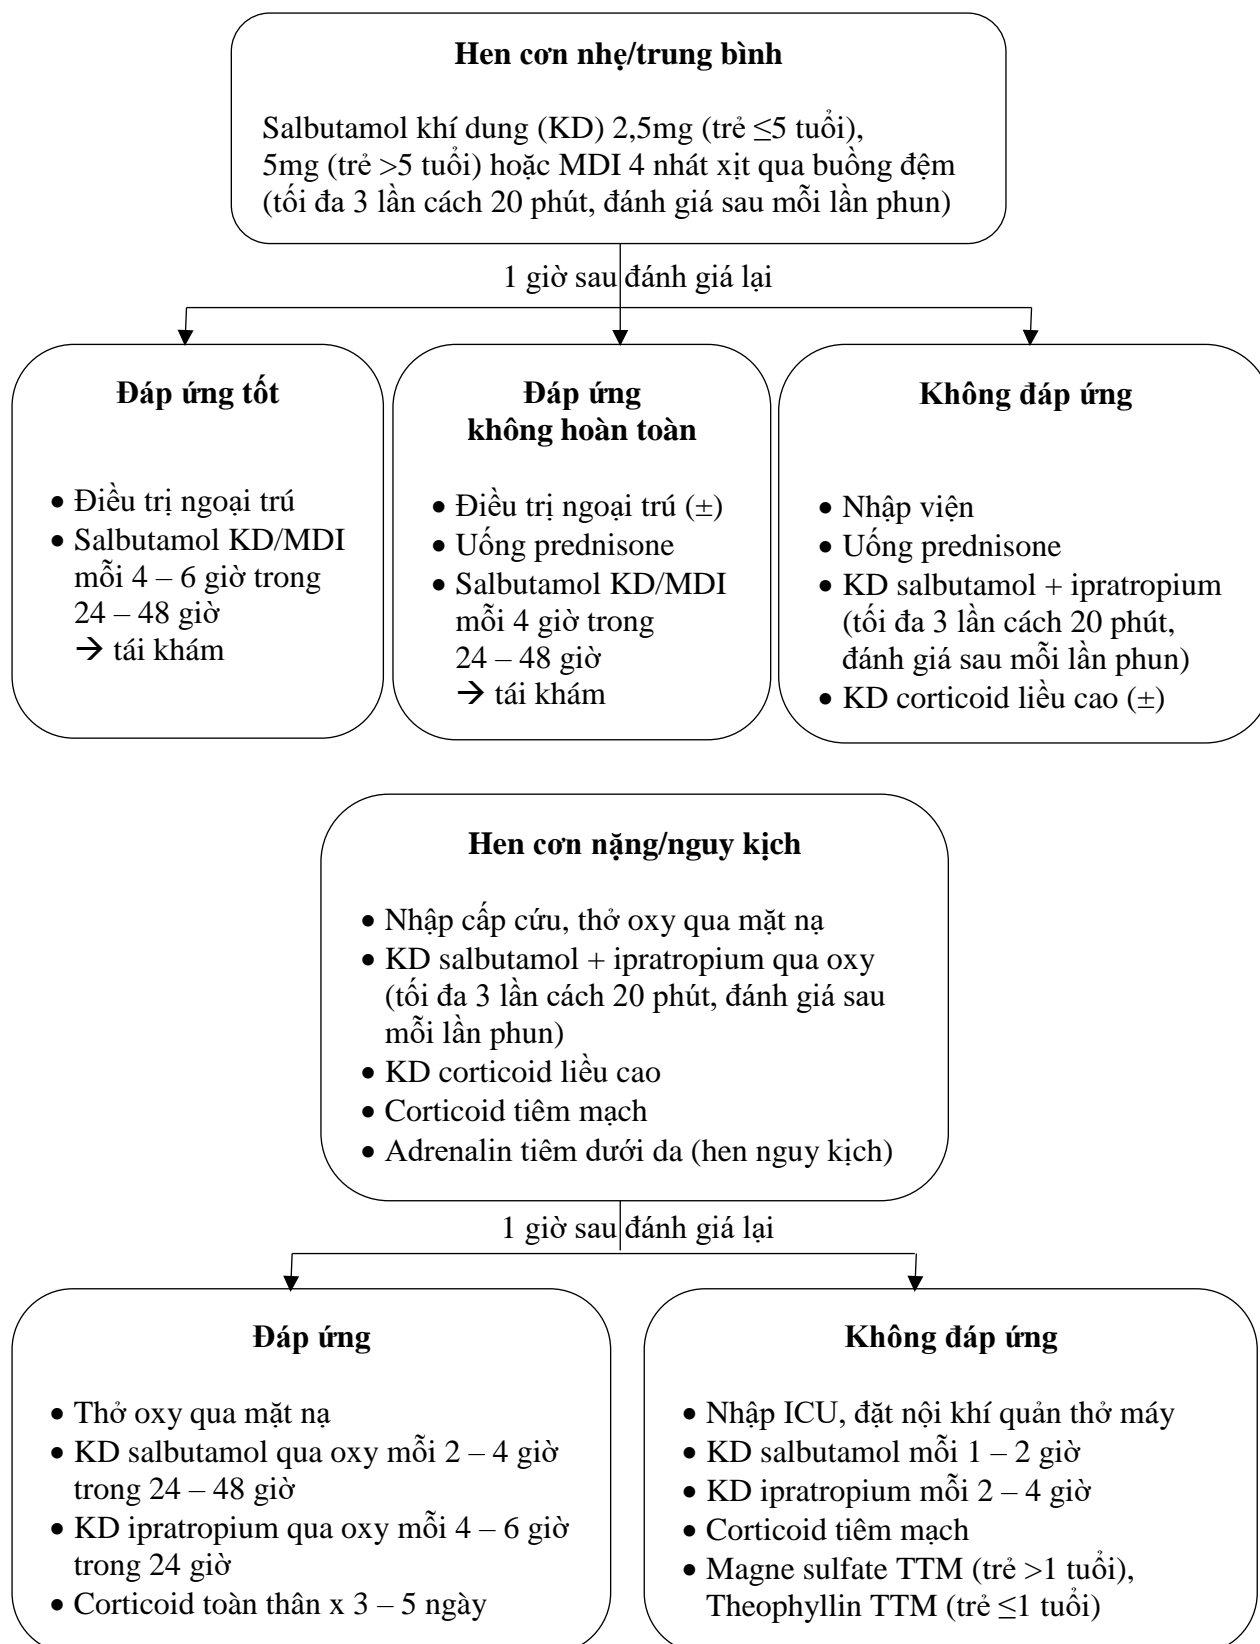 Hen cơn nhẹ/trung bình
Salbutamol khí dung (KD) 2,5mg (trẻ ≤5 tuổi),
5mg (trẻ >5 tuổi) hoặc MDI 4 nhát xịt qua buồng đệm
(tối đa 3 lần cách 20 phút, đánh giá sau mỗi lần phun)
1 giờ sau đánh giá lại
Đáp ứng tốt
• Điều trị ngoại trú
• Salbutamol KD/MDI
mỗi 4 – 6 giờ trong
24 – 48 giờ
→ tái khám
Đáp ứng
không hoàn toàn
• Điều trị ngoại trú (±)
• Uống prednisone
• Salbutamol KD/MDI
mỗi 4 giờ trong
24 – 48 giờ
→ tái khám
Không đáp ứng
• Nhập viện
• Uống prednisone
• KD salbutamol + ipratropium
(tối đa 3 lần cách 20 phút,
đánh giá sau mỗi lần phun)
• KD corticoid liều cao (±)
Hen cơn nặng/nguy kịch
• Nhập cấp cứu, thở oxy qua mặt nạ
• KD salbutamol + ipratropium qua oxy
(tối đa 3 lần cách 20 phút, đánh giá sau
mỗi lần phun)
• KD corticoid liều cao
• Corticoid tiêm mạch
• Adrenalin tiêm dưới da (hen nguy kịch)
1 giờ sau đánh giá lại
Đáp ứng
• Thở oxy qua mặt nạ
• KD salbutamol qua oxy mỗi 2 – 4 giờ
trong 24 – 48 giờ
• KD ipratropium qua oxy mỗi 4 – 6 giờ
trong 24 giờ
• Corticoid toàn thân x 3 – 5 ngày
Không đáp ứng
• Nhập ICU, đặt nội khí quản thở máy
• KD salbutamol mỗi 1 – 2 giờ
• KD ipratropium mỗi 2 – 4 giờ
• Corticoid tiêm mạch
• Magne sulfate TTM (trẻ >1 tuổi),
Theophyllin TTM (trẻ ≤1 tuổi)